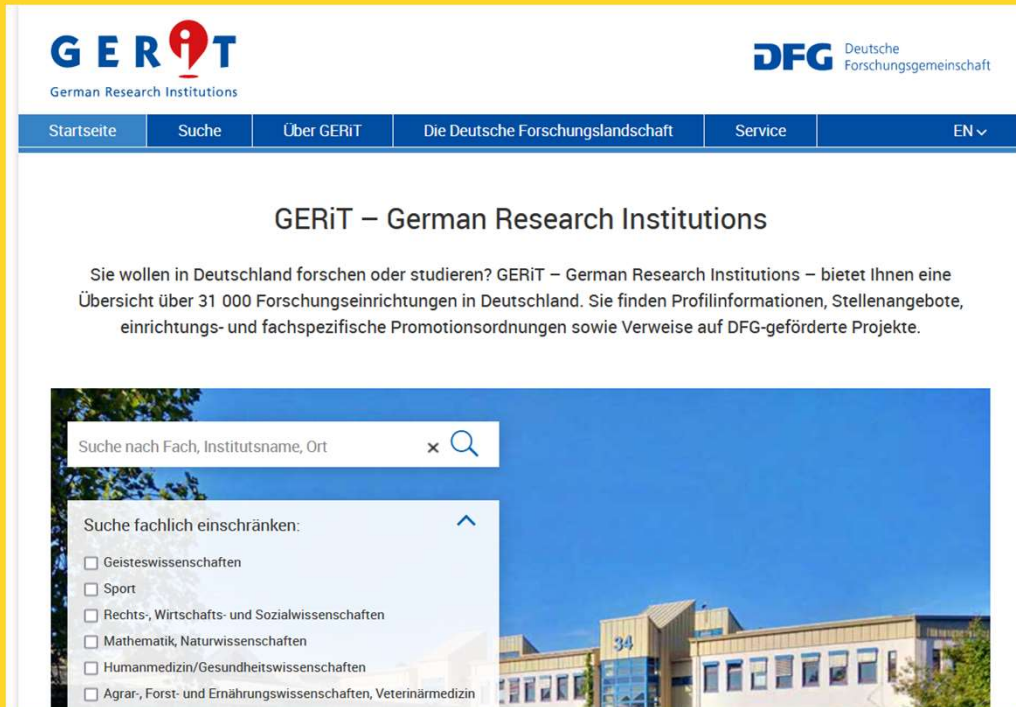 GERiT
German Research Institutions
DFG Deutsche
Forschungsgemeinschaft
Startseite Suche Über GERiT Die Deutsche Forschungslandschaft Service EN
GERiT – German Research Institutions
Sie wollen in Deutschland forschen oder studieren? GERiT – German Research Institutions – bietet Ihnen eine
Übersicht über 31 000 Forschungseinrichtungen in Deutschland. Sie finden Profilinformationen, Stellenangebote,
einrichtungs- und fachspezifische Promotionsordnungen sowie Verweise auf DFG-geförderte Projekte.
Suche nach Fach, Institutsname, Ort
Suche fachlich einschränken:
Geisteswissenschaften
Sport
Rechts-, Wirtschafts- und Sozialwissenschaften
Mathematik, Naturwissenschaften
Humanmedizin/Gesundheitswissenschaften
Agrar-, Forst- und Ernährungswissenschaften, Veterinärmedizin
34